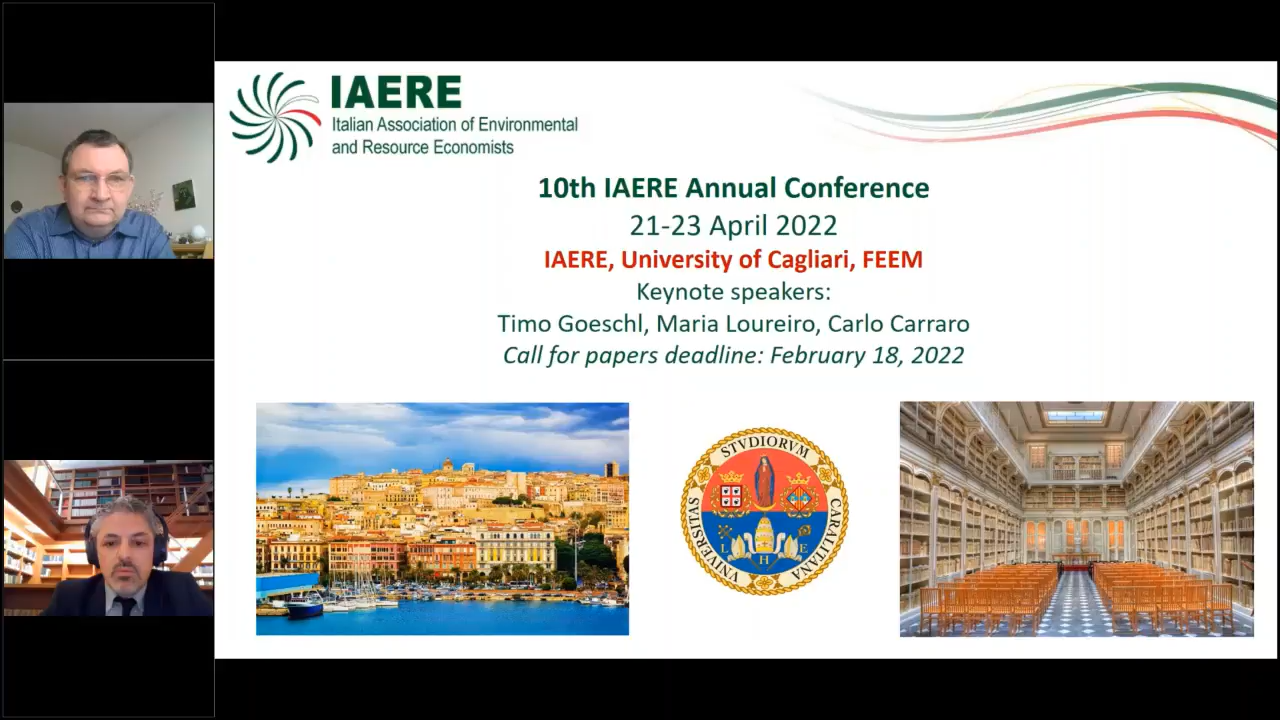 IAERE
Italian Association of Environmental
and Resource Economists
10th IAERE Annual Conference
21-23 April 2022
IAERE, University of Cagliari, FEEM
Keynote speakers:
Timo Goeschl, Maria Loureiro, Carlo Carraro
Call for papers deadline: February 18, 2022
STVDIORVM
VNIVERSITAS
CARALITANA
L H E